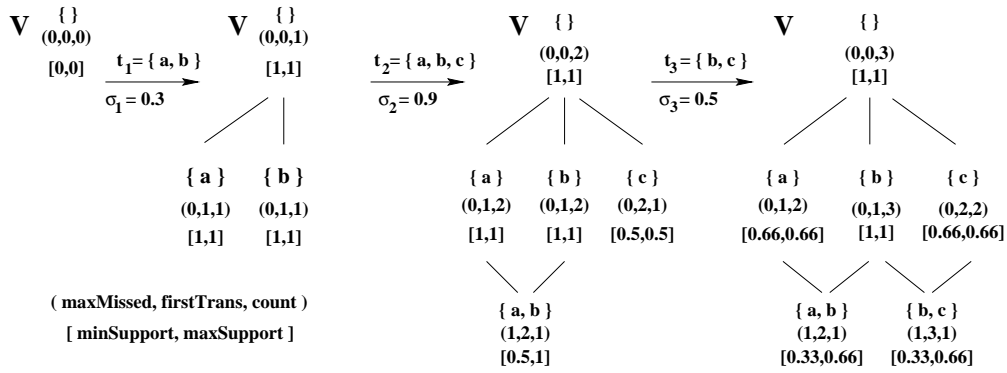 V { } (0,0,0) [0,0]
t1= { a, b }
σ1 = 0.3
V { } (0,0,1) [1,1]
{ a } { b }
(0,1,1) (0,1,1)
[1,1] [1,1]
t2= { a, b, c }
σ2 = 0.9
V { } (0,0,2) [1,1]
{ a } { b } { c }
(0,1,2) (0,1,2) (0,2,1)
[1,1] [1,1] [0.5,0.5]
{ a, b }
(1,2,1)
[0.5,1]
t3= { b, c }
σ3 = 0.5
V { } (0,0,3) [1,1]
{ a } { b } { c }
(0,1,2) (0,1,3) (0,2,2)
[0.66,0.66] [1,1] [0.66,0.66]
{ a, b } { b, c }
(1,2,1) (1,3,1)
[0.33,0.66] [0.33,0.66]
( maxMissed, firstTrans, count )
[ minSupport, maxSupport ]